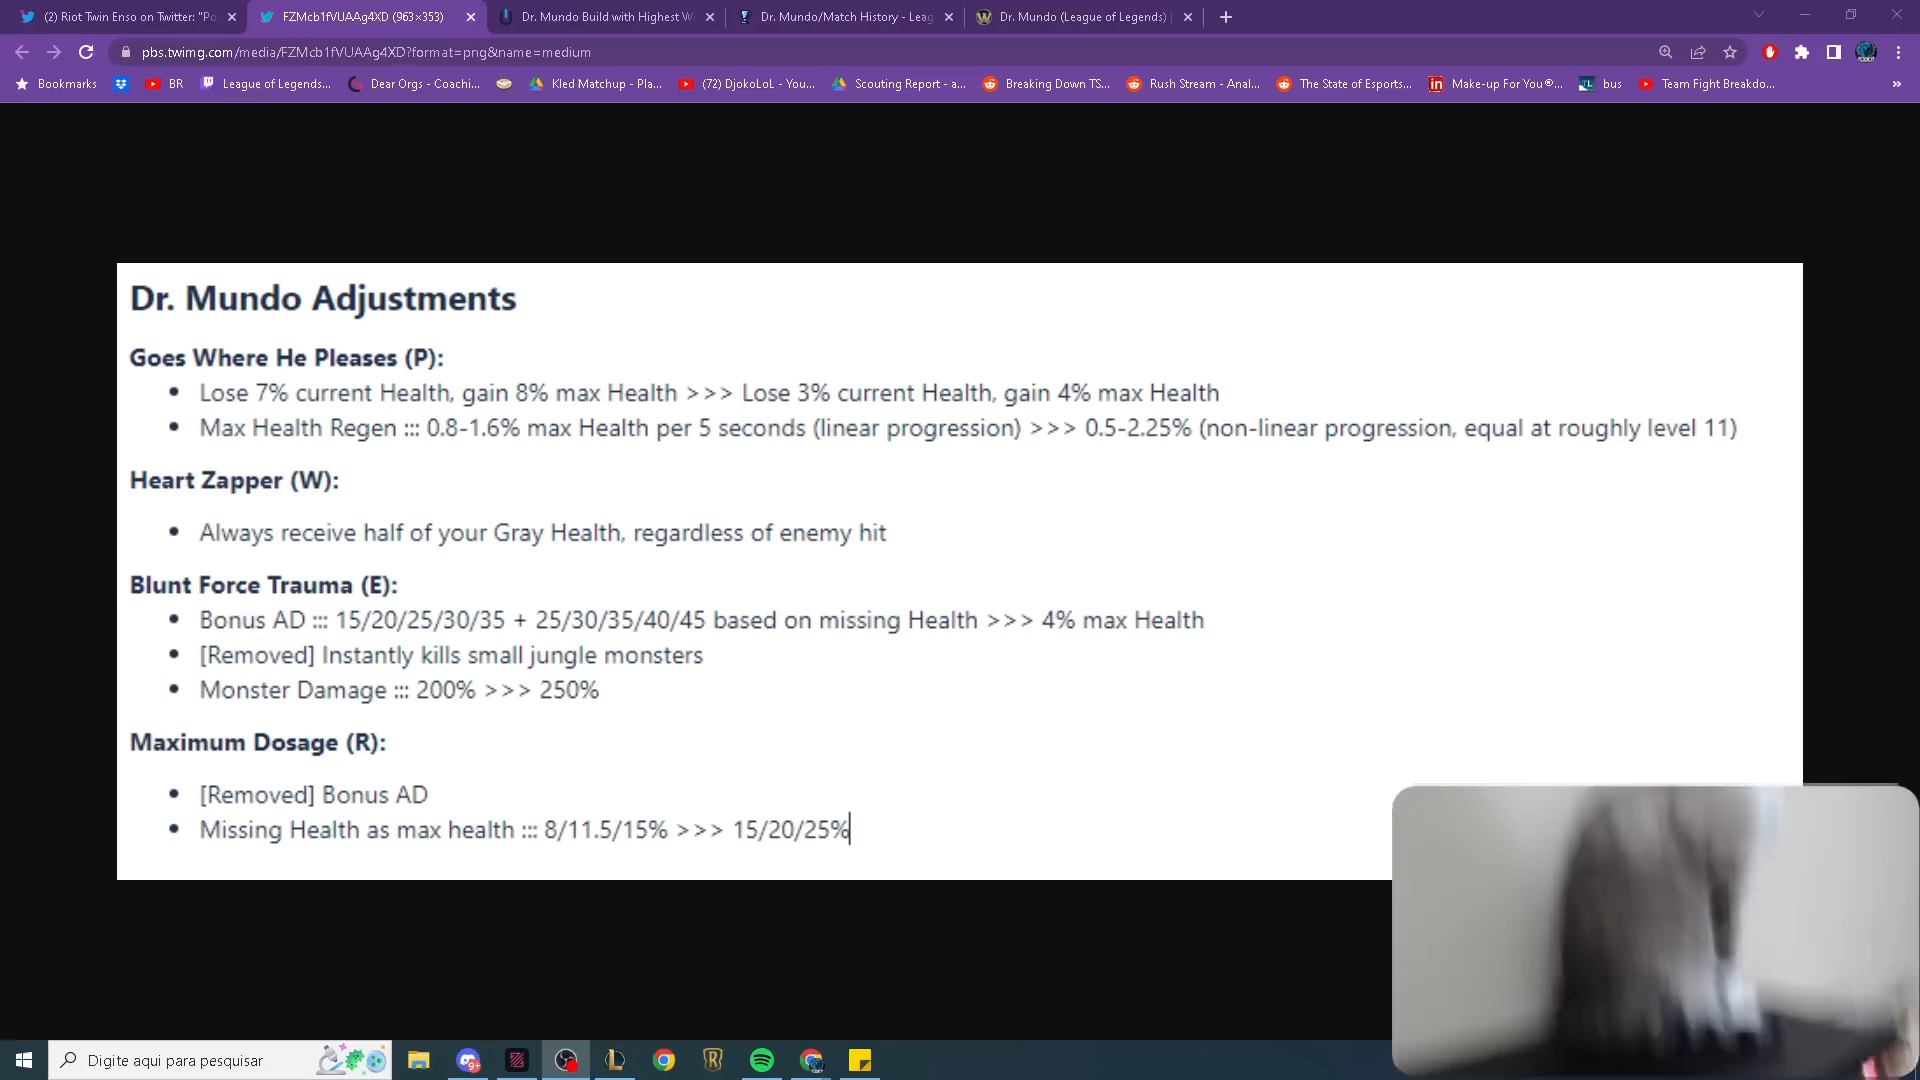 (2) Riot Twin Enso on Twitter: "Po
FZMcb1fVUAAg4XD (963×353)
Dr. Mundo Build with Highest Wi
Dr. Mundo/Match History - Leag
Dr. Mundo (League of Legends)
pbs.twimg.com/media/FZMcb1fVUAAg4XD?format=png&name=medium
Bookmarks
BR
League of Legends...
Dear Orgs - Coachi...
Kled Matchup - Pla...
(72) DjokoLoL - You...
Scouting Report - a...
Breaking Down TS...
Rush Stream - Anal...
The State of Esports...
Make-up For You®...
bus
Team Fight Breakdo...
Dr. Mundo Adjustments
Goes Where He Pleases (P):
• Lose 7% current Health, gain 8% max Health >>> Lose 3% current Health, gain 4% max Health
• Max Health Regen ::: 0.8-1.6% max Health per 5 seconds (linear progression) >>> 0.5-2.25% (non-linear progression, equal at roughly level 11)
Heart Zapper (W):
• Always receive half of your Gray Health, regardless of enemy hit
Blunt Force Trauma (E):
• Bonus AD ::: 15/20/25/30/35 + 25/30/35/40/45 based on missing Health >>> 4% max Health
• [Removed] Instantly kills small jungle monsters
• Monster Damage ::: 200% >>> 250%
Maximum Dosage (R):
• [Removed] Bonus AD
• Missing Health as max health ::: 8/11.5/15% >>> 15/20/25%
Digite aqui para pesquisar
9+